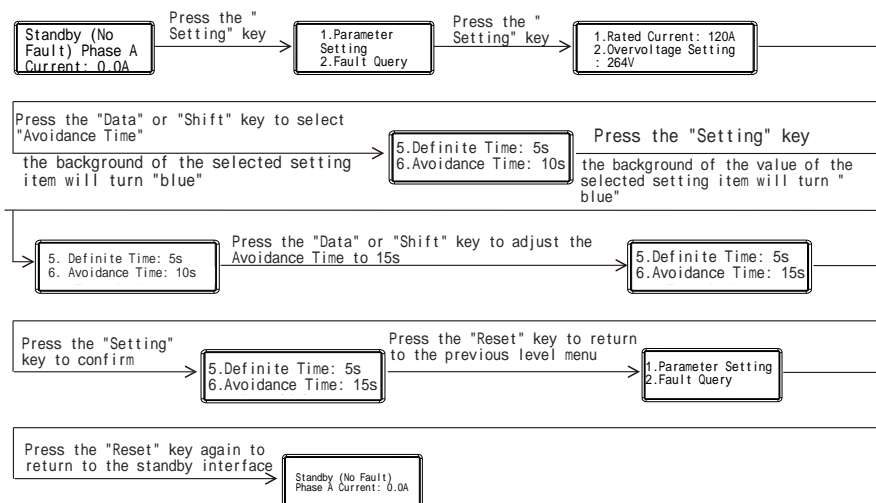 Standby (No
Fault) Phase A
Current: 0.0A
Press the "
Setting" key
1.Parameter
Setting
2.Fault Query
Press the "
Setting" key
1.Rated Current: 120A
2.Overvoltage Setting
: 264V
Press the "Data" or "Shift" key to select
"Avoidance Time"
the background of the selected setting
item will turn "blue"
5.Definite Time: 5s
6.Avoidance Time: 10s
Press the "Setting" key
the background of the value of the
selected setting item will turn "
blue"
5. Definite Time: 5s
6. Avoidance Time: 10s
Press the "Data" or "Shift" key to adjust the
Avoidance Time to 15s
5.Definite Time: 5s
6.Avoidance Time: 15s
Press the "Setting"
key to confirm
5.Definite Time: 5s
6.Avoidance Time: 15s
Press the "Reset" key to return
to the previous level menu
1.Parameter Setting
2.Fault Query
Press the "Reset" key again to
return to the standby interface
Standby (No Fault)
Phase A Current: 0.0A